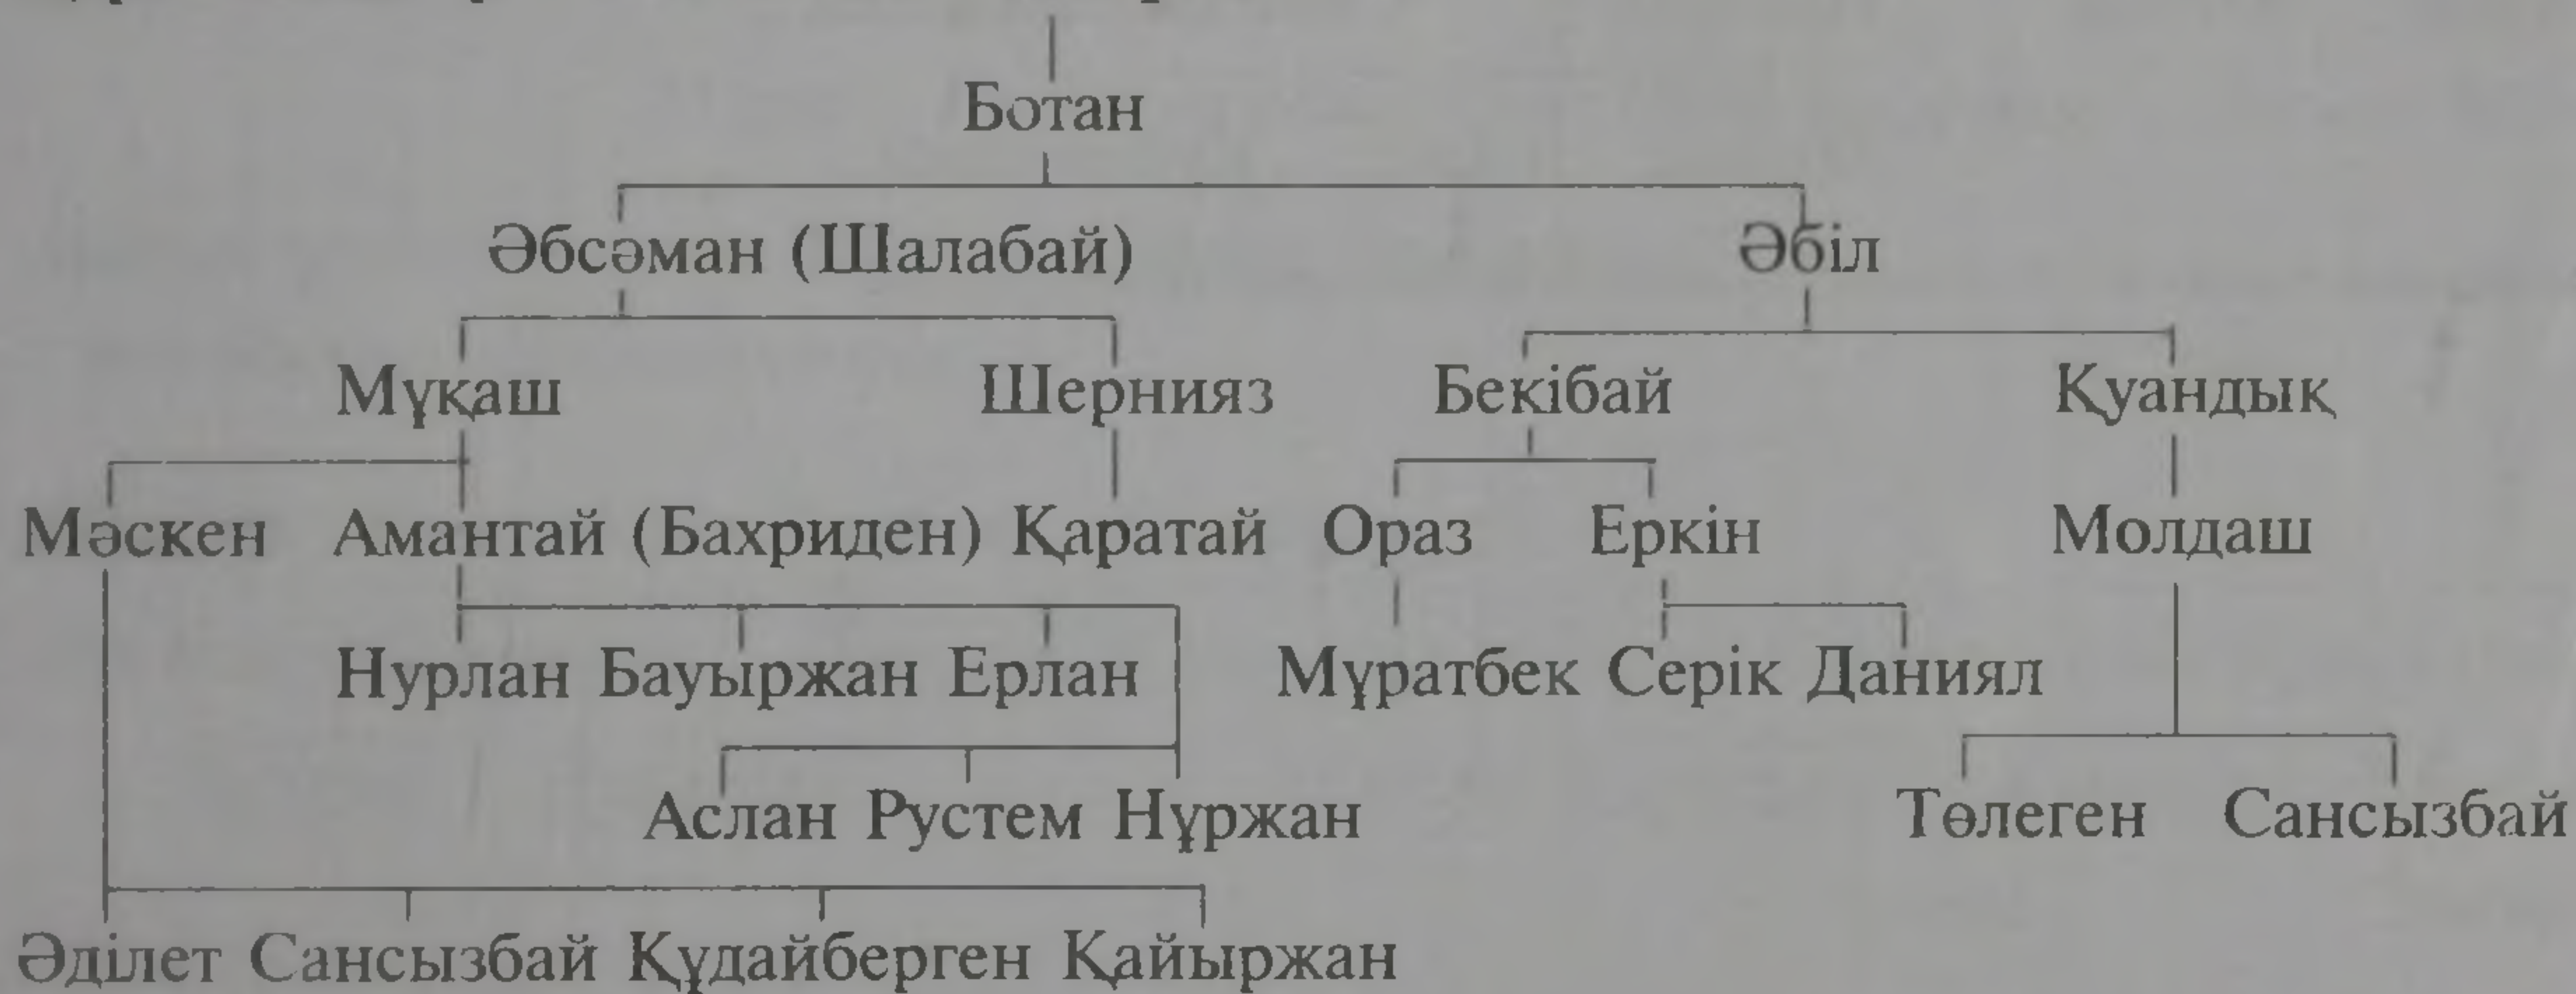 Ботан
Әбсәман (Шалабай) Әбіл
Мұқаш Шернияз Бекібай Қуандық
Мәскен Амантай (Бахриден) Қаратай Ораз Еркін Молдаш
Нурлан Бауыржан Ерлан Мұратбек Серік Даниял
Аслан Рустем Нұржан Төлеген Сансызбай
Әділет Сансызбай Құдайберген Қайыржан